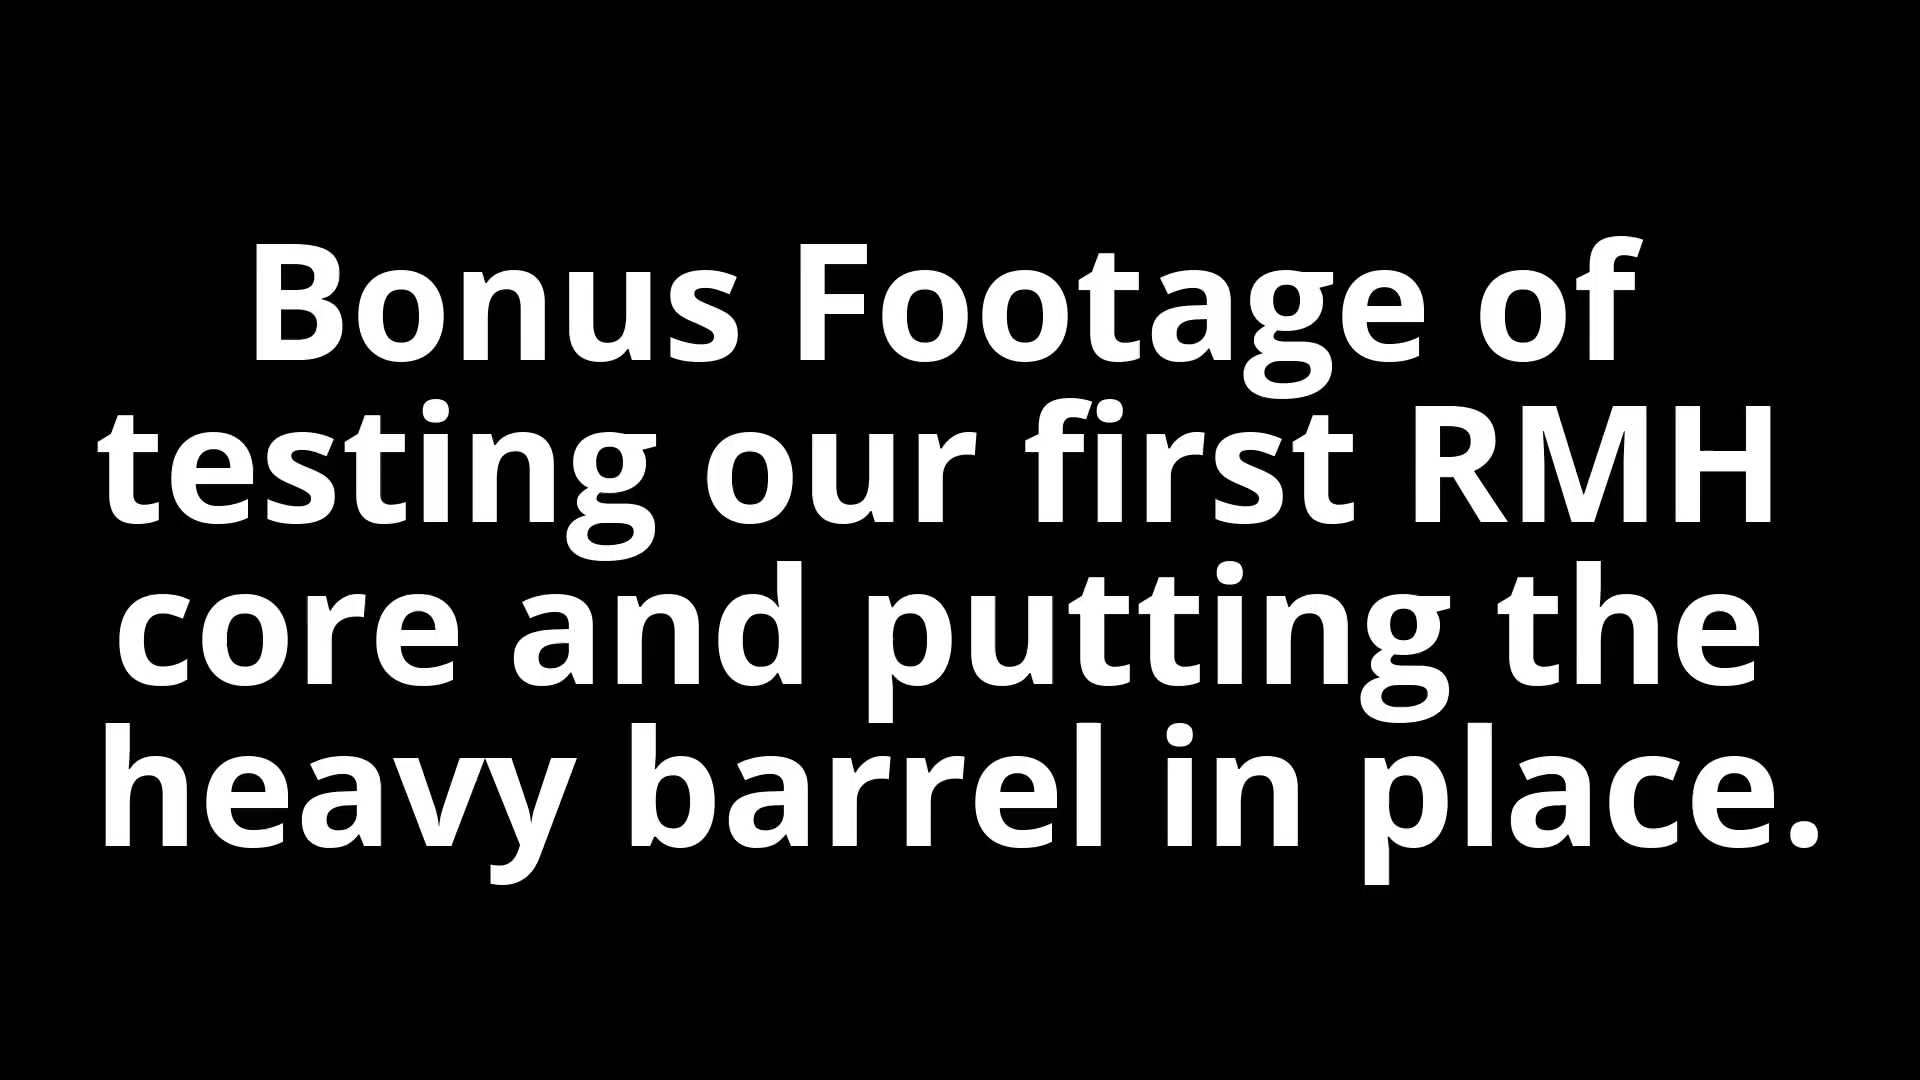 Bonus Footage of
testing our first RMH
core and putting the
heavy barrel in place.